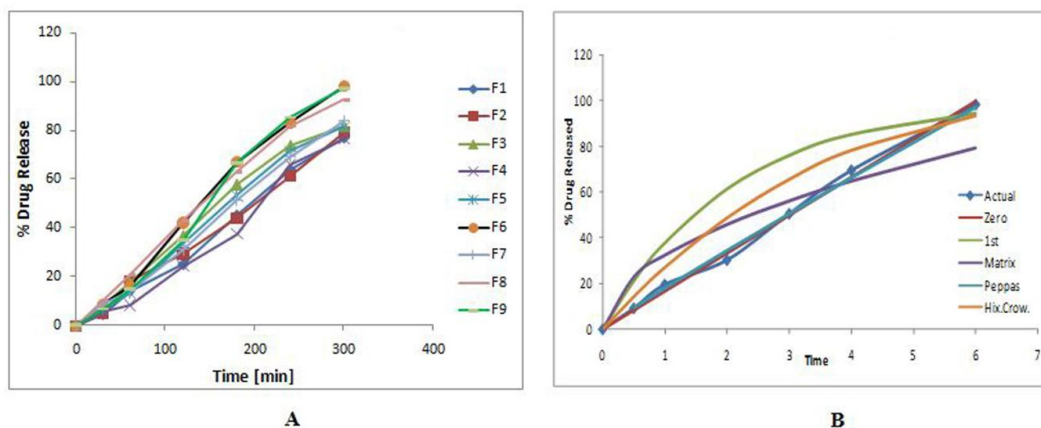 120
100
80
60
40
20
0
% Drug Release
0 100 200 300 400
Time [min]
F1
F2
F3
F4
F5
F6
F7
F8
F9
A
120
100
80
60
40
20
0
% Drug Released
0 1 2 3 4 5 6 7
Time
Actual
Zero
1st
Matrix
Peppas
Hix.Crow.
B